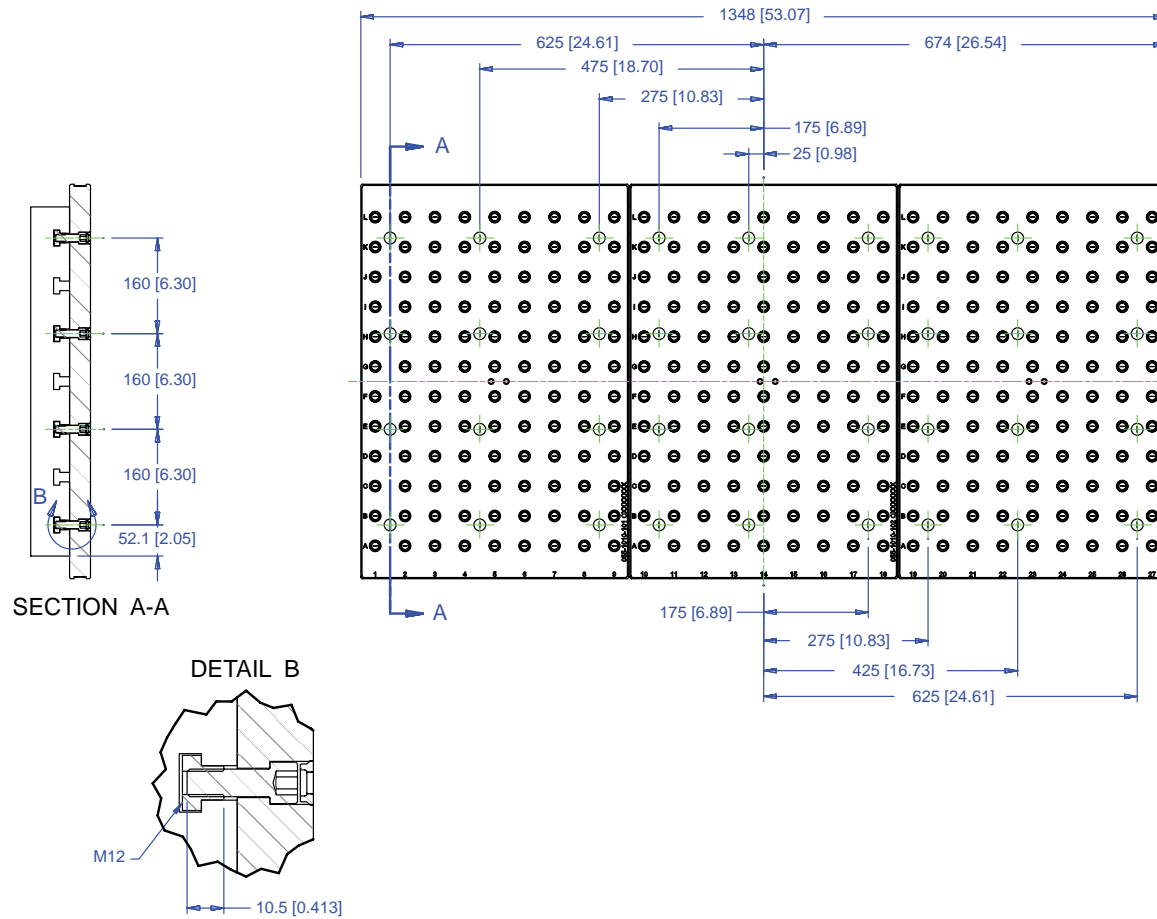 1348 [53.07]
625 [24.61]
674 [26.54]
475 [18.70]
275 [10.83]
175 [6.89]
25 [0.98]
A
A
160 [6.30]
160 [6.30]
160 [6.30]
B
52.1 [2.05]
SECTION A-A
L
K
J
I
H
G
F
E
D
C
B
A
L
K
J
I
H
G
F
E
D
C
B
A
L
K
J
I
H
G
F
E
D
C
B
A
1 2 3 4 5 6 7 8 9 10 11 12 13 14 15 16 17 18 19 20 21 22 23 24 25 26 27
175 [6.89]
275 [10.83]
425 [16.73]
625 [24.61]
DETAIL B
M12
10.5 [0.413]